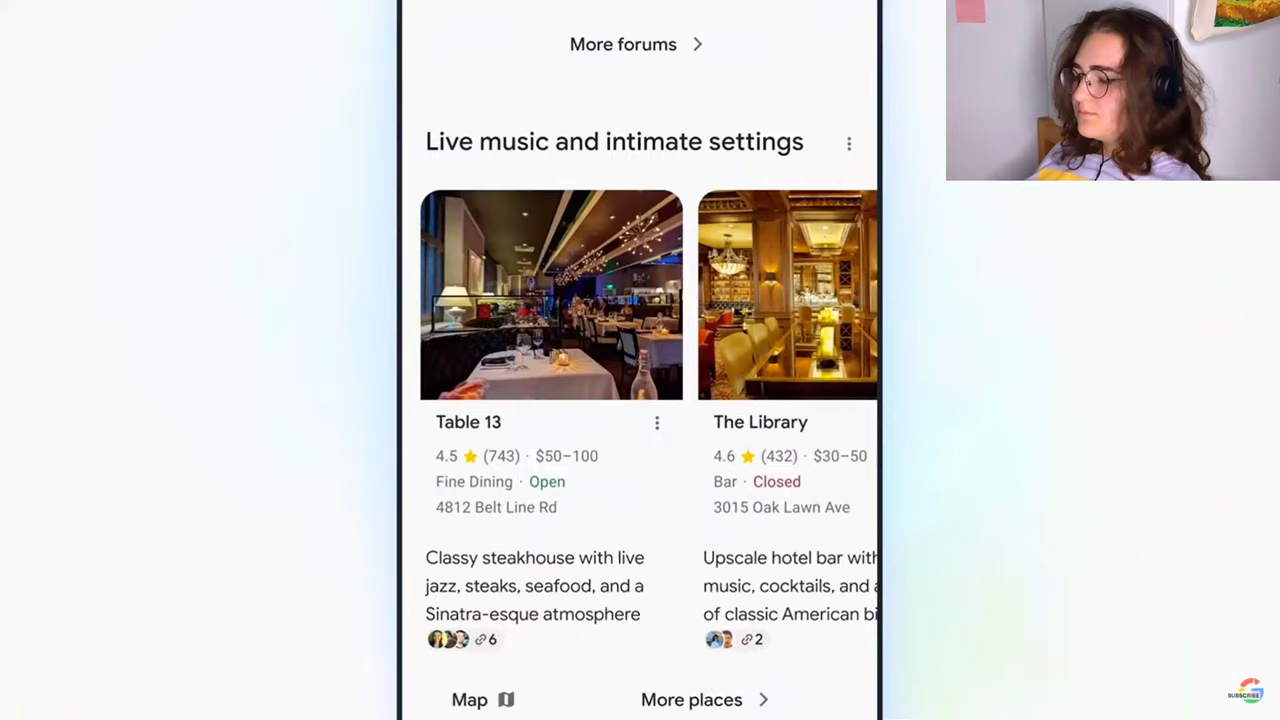 More forums
Live music and intimate settings
Table 13
4.5 (743) · $50–100
Fine Dining · Open
4812 Belt Line Rd
Classy steakhouse with live
jazz, steaks, seafood, and a
Sinatra-esque atmosphere
6
The Library
4.6 (432) · $30–50
Bar · Closed
3015 Oak Lawn Ave
Upscale hotel bar with
music, cocktails, and
of classic American
2
Map
More places
SUBSCRIBE